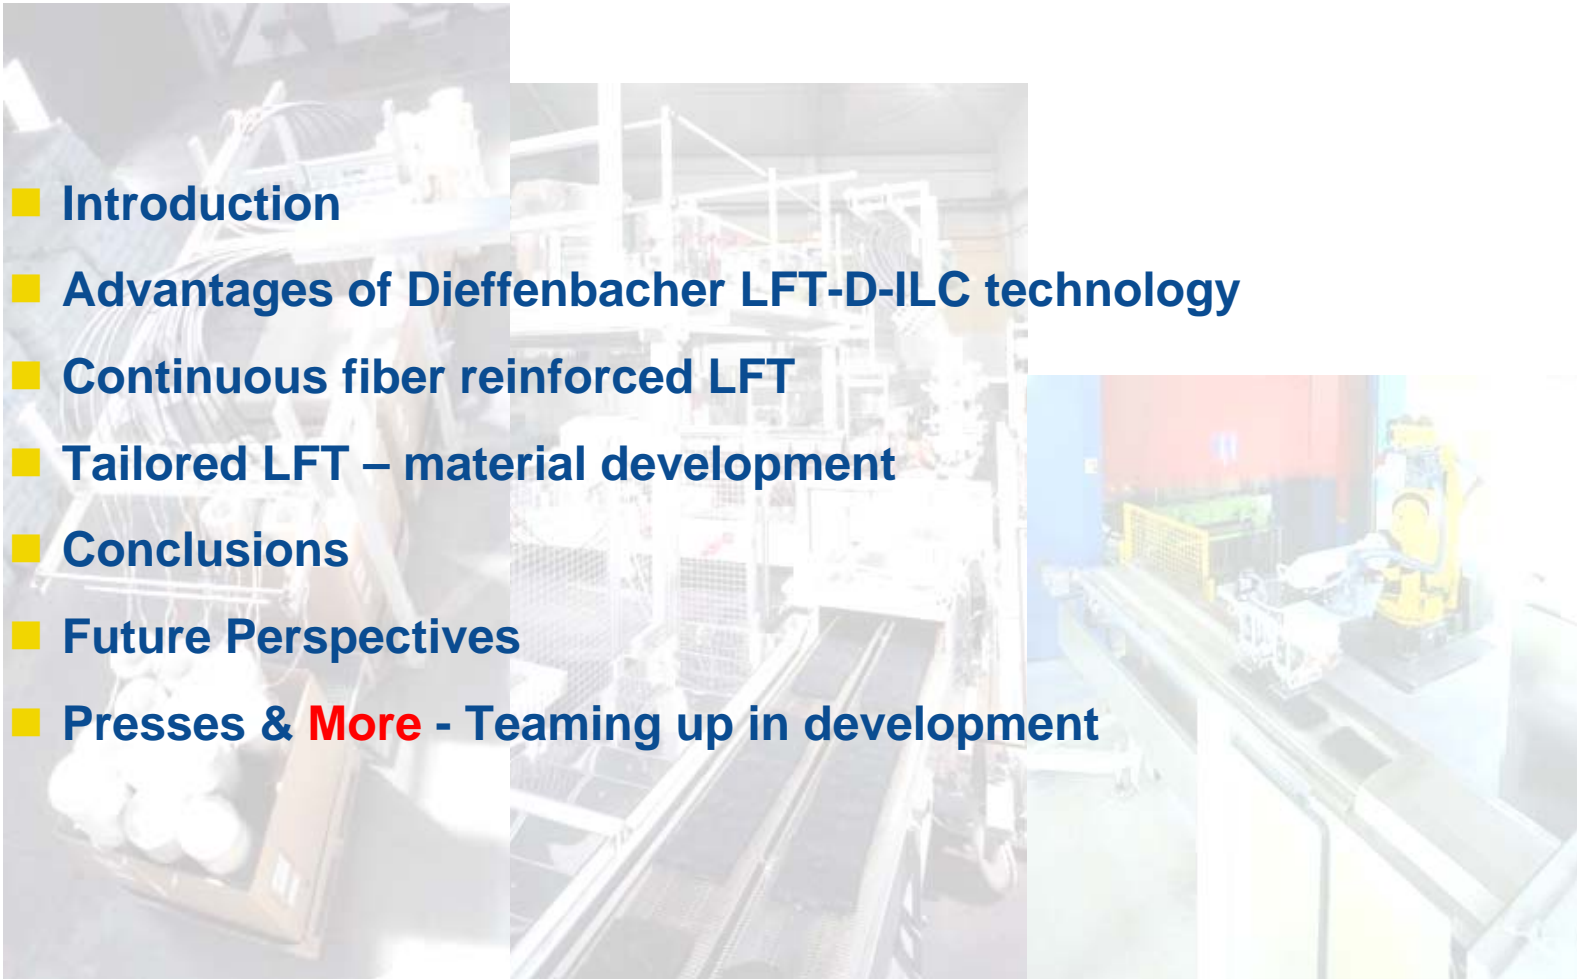 Introduction
Advantages of Dieffenbacher LFT-D-ILC technology
Continuous fiber reinforced LFT
Tailored LFT – material development
Conclusions
Future Perspectives
Presses & More - Teaming up in development